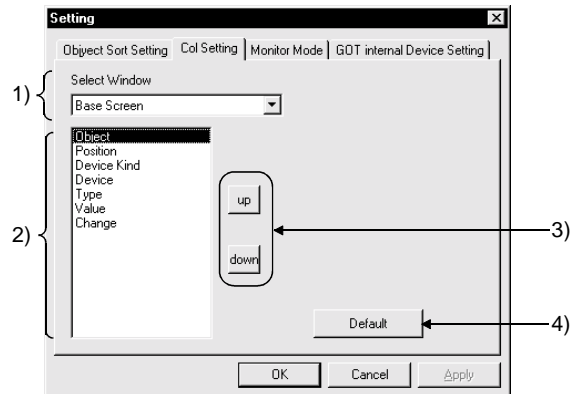 Setting
Obiyect Sort Setting
Col Setting
Monitor Mode
GOT internal Device Setting
1)
Select Window
Base Screen
2)
Object
Position
Device Kind
Device
Type
Value
Change
up
down
3)
Default
4)
OK
Cancel
Apply